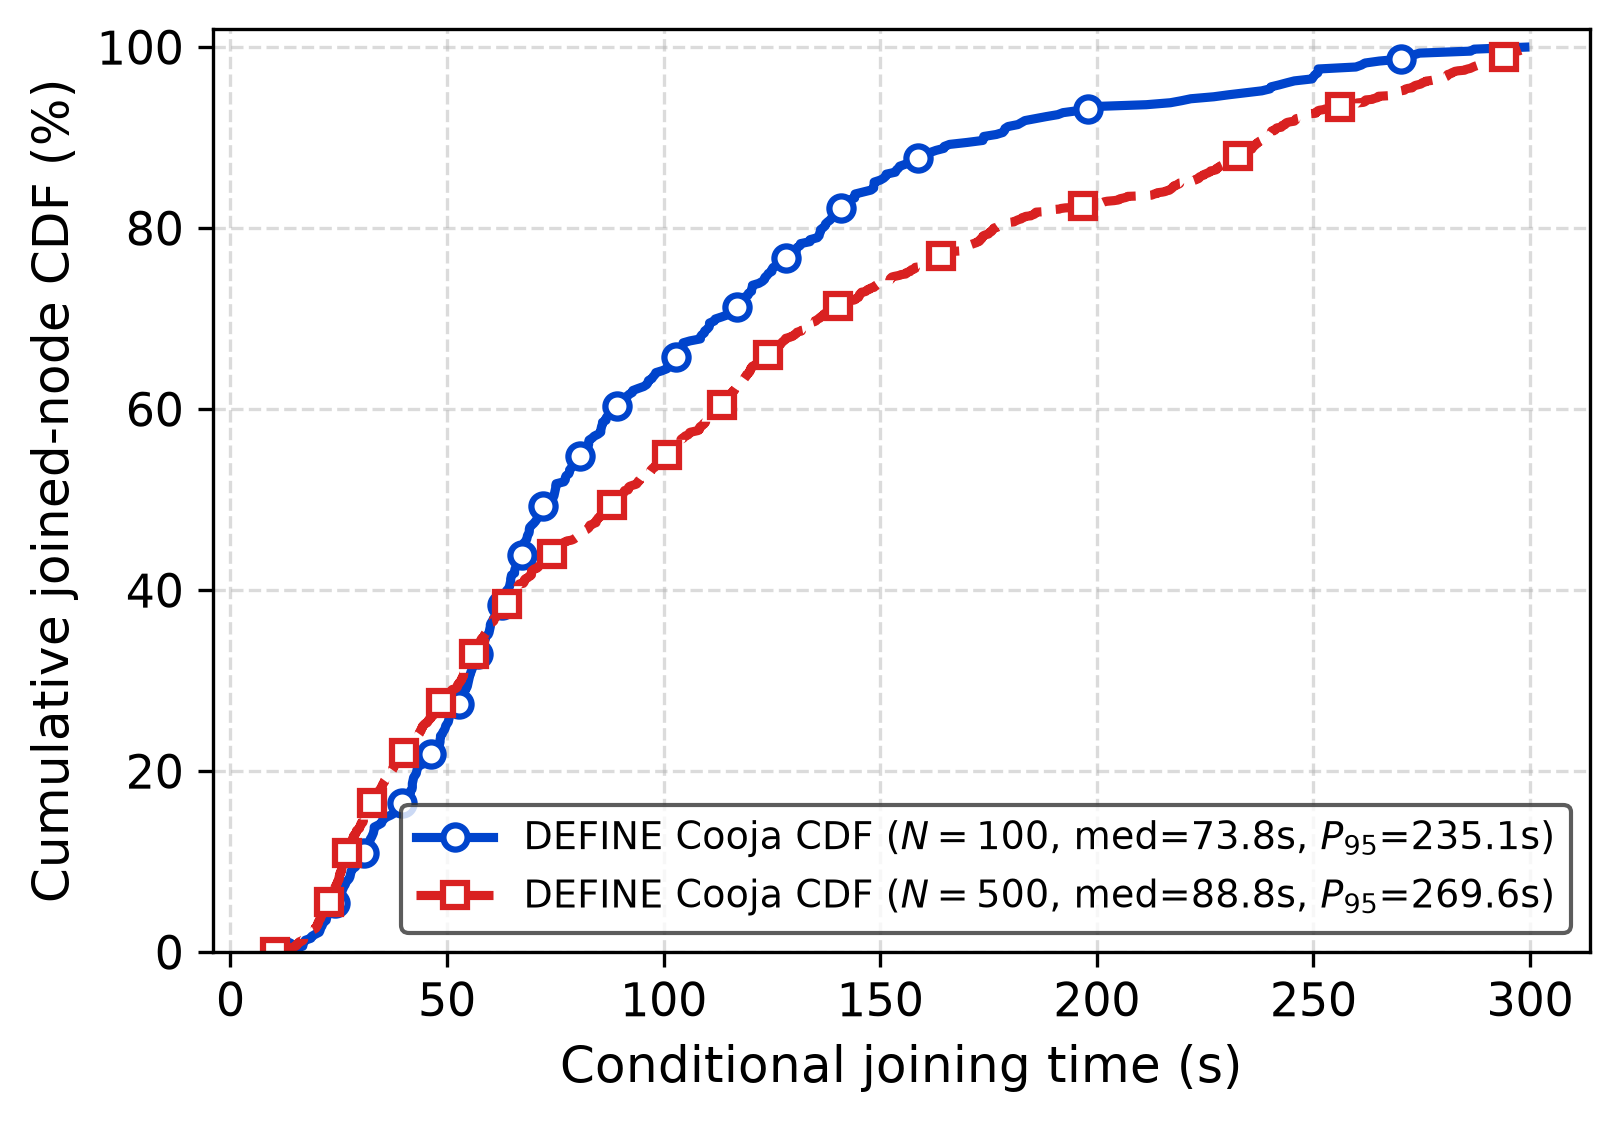 Cumulative joined-node CDF (%)
100
80
60
40
20
0
DEFINE Cooja CDF (N = 100, med=73.8s, P95=235.1s)
DEFINE Cooja CDF (N = 500, med=88.8s, P95=269.6s)
0 50 100 150 200 250 300
Conditional joining time (s)